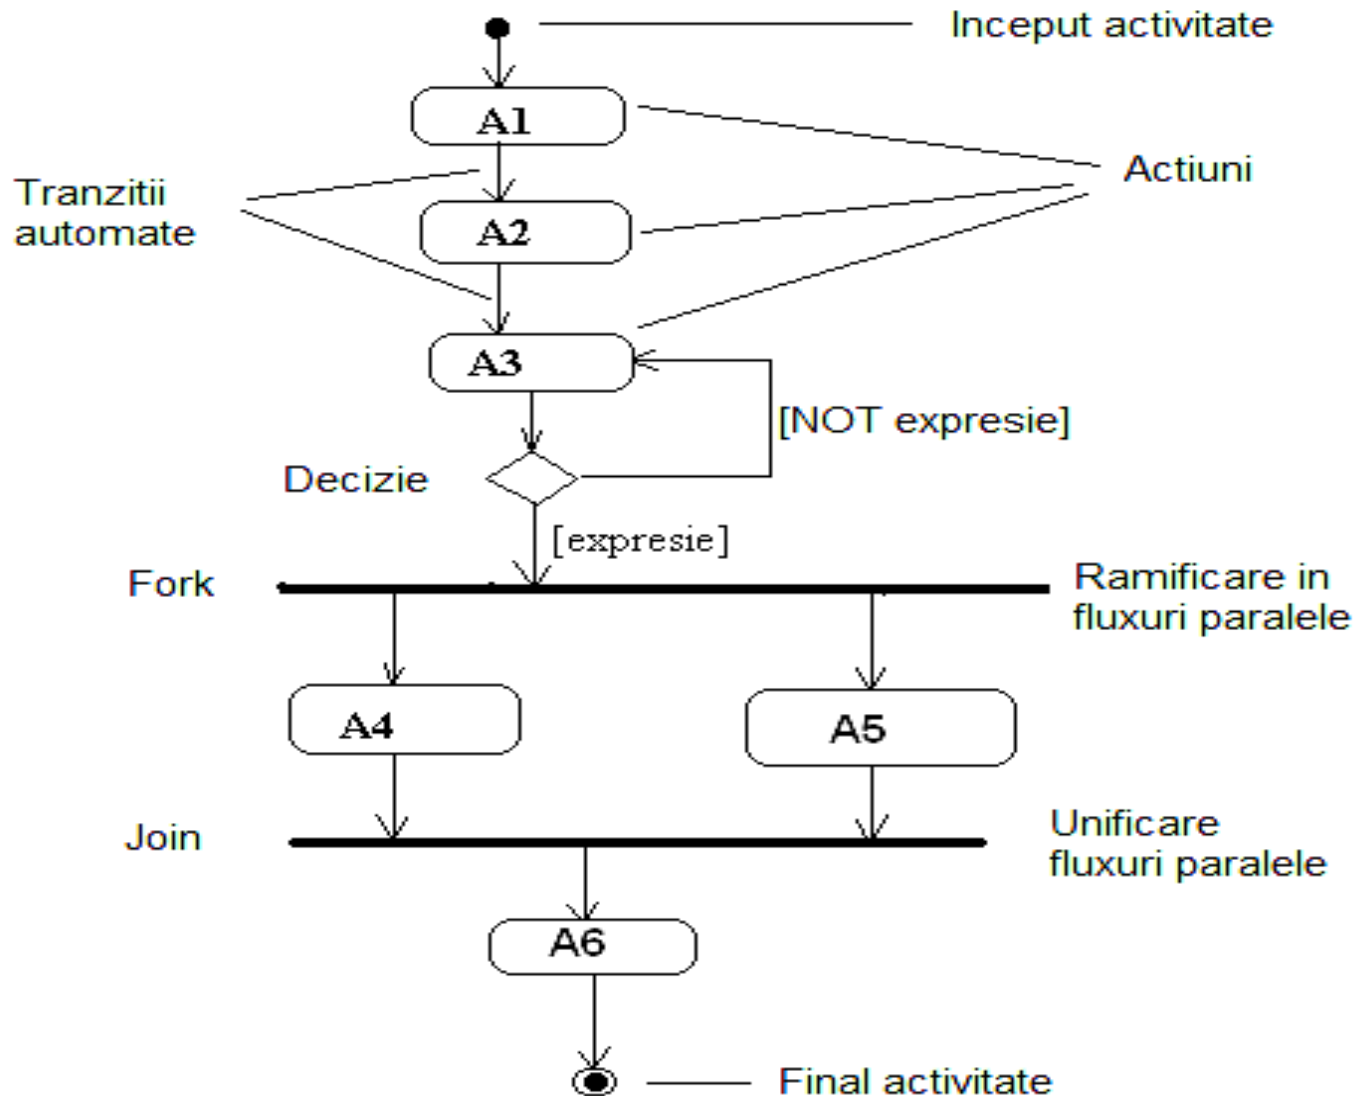 Inceput activitate
A1
Actiuni
Tranzitii
automate
A2
A3
[NOT expresie]
Decizie
[expresie]
Fork
Ramificare in
fluxuri paralele
A4
A5
Join
Unificare
fluxuri paralele
A6
Final activitate